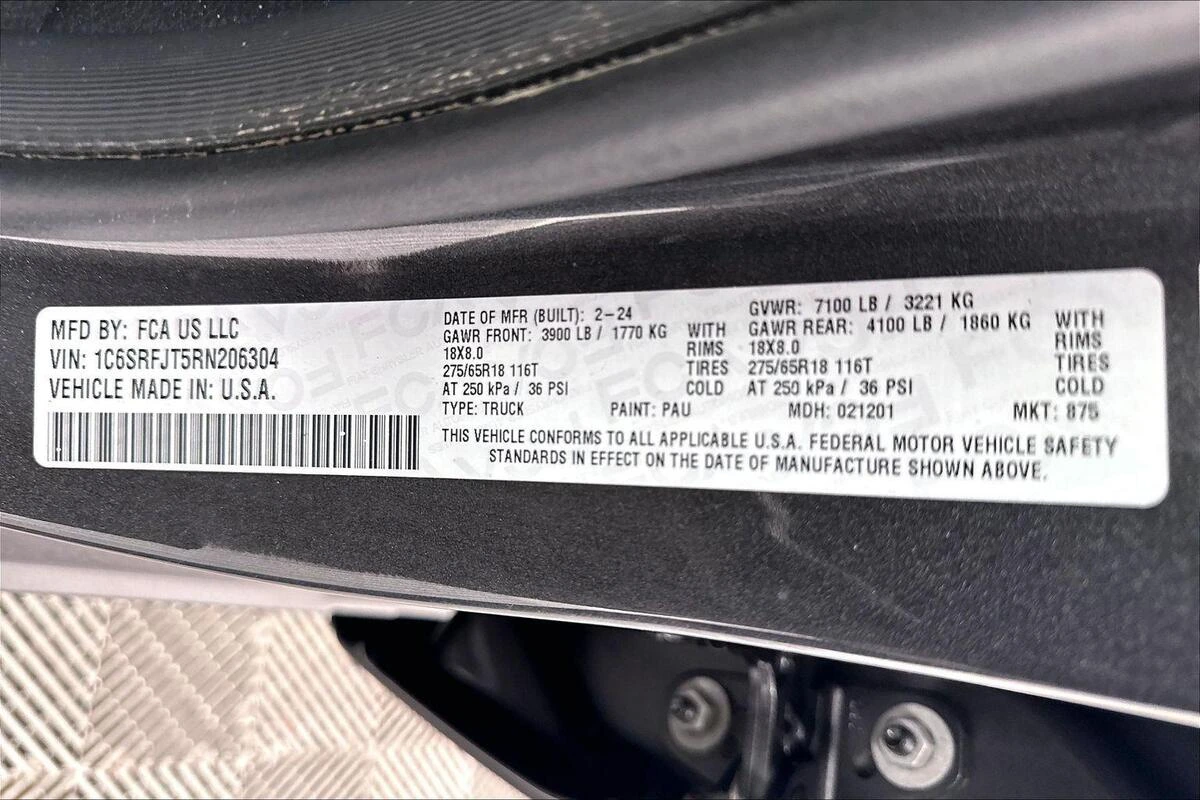 MFD BY: FCA US LLC
VIN: 1C6SRFJT5RN206304
VEHICLE MADE IN: U.S.A.
DATE OF MFR (BUILT): 2-24 GVWR: 7100 LB / 3221 KG
GAWR FRONT: 3900 LB / 1770 KG WITH GAWR REAR: 4100 LB / 1860 KG WITH
18X8.0 RIMS 18X8.0 RIMS
275/65R18 116T TIRES 275/65R18 116T TIRES
AT 250 kPa / 36 PSI COLD AT 250 kPa / 36 PSI COLD
TYPE: TRUCK PAINT: PAU MDH: 021201 MKT: 875
THIS VEHICLE CONFORMS TO ALL APPLICABLE U.S.A. FEDERAL MOTOR VEHICLE SAFETY
STANDARDS IN EFFECT ON THE DATE OF MANUFACTURE SHOWN ABOVE.